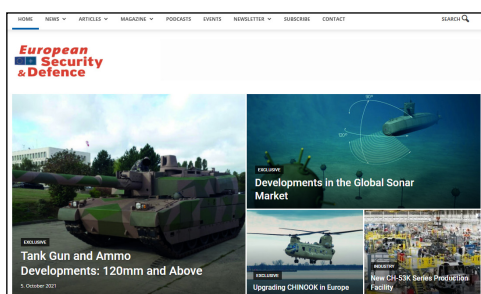 HOME NEWS ARTICLES MAGAZINE PODCASTS EVENTS NEWSLETTER SUBSCRIBE CONTACT SEARCH
European
Security
& Defence
EXCLUSIVE
Developments in the Global Sonar
Market
EXCLUSIVE
Tank Gun and Ammo
Developments: 120mm and Above
5. October 2021
EXCLUSIVE
Upgrading CHINOOK in Europe
INDUSTRY
New CH-53K Series Production
Facility